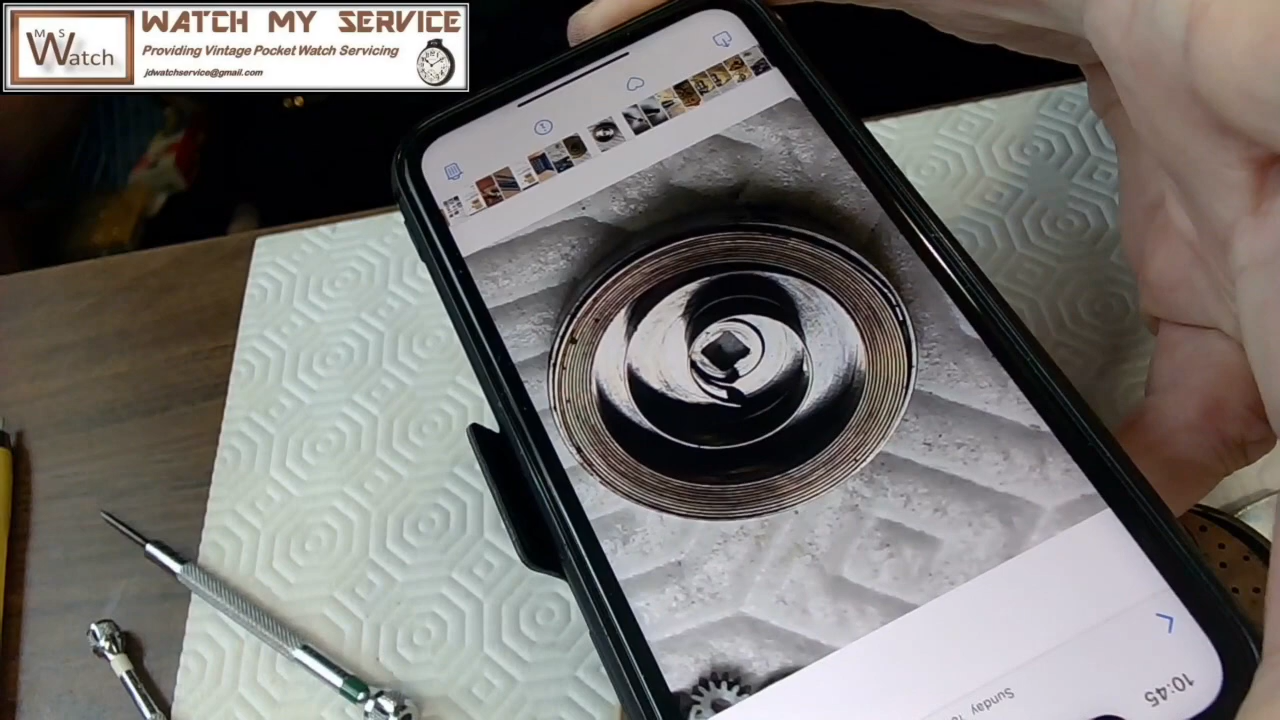 WATCH MY SERVICE
M S
Watch
Providing Vintage Pocket Watch Servicing
jdwatchservice@gmail.com
10:45
Sunday